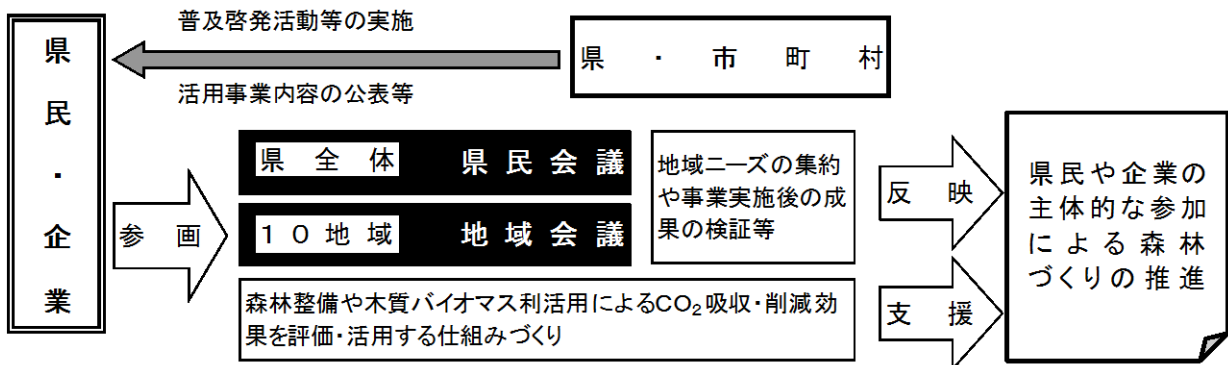 普及啓発活動等の実施
県・市町村
活用事業内容の公表等
県民・企業
参画
県全体 県民会議
10地域 地域会議
地域ニーズの集約
や事業実施後の成
果の検証等
森林整備や木質バイオマス利活用によるCO₂吸収・削減効
果を評価・活用する仕組みづくり
反映
支援
県民や企業の
主体的な参加
による森林
づくりの推進